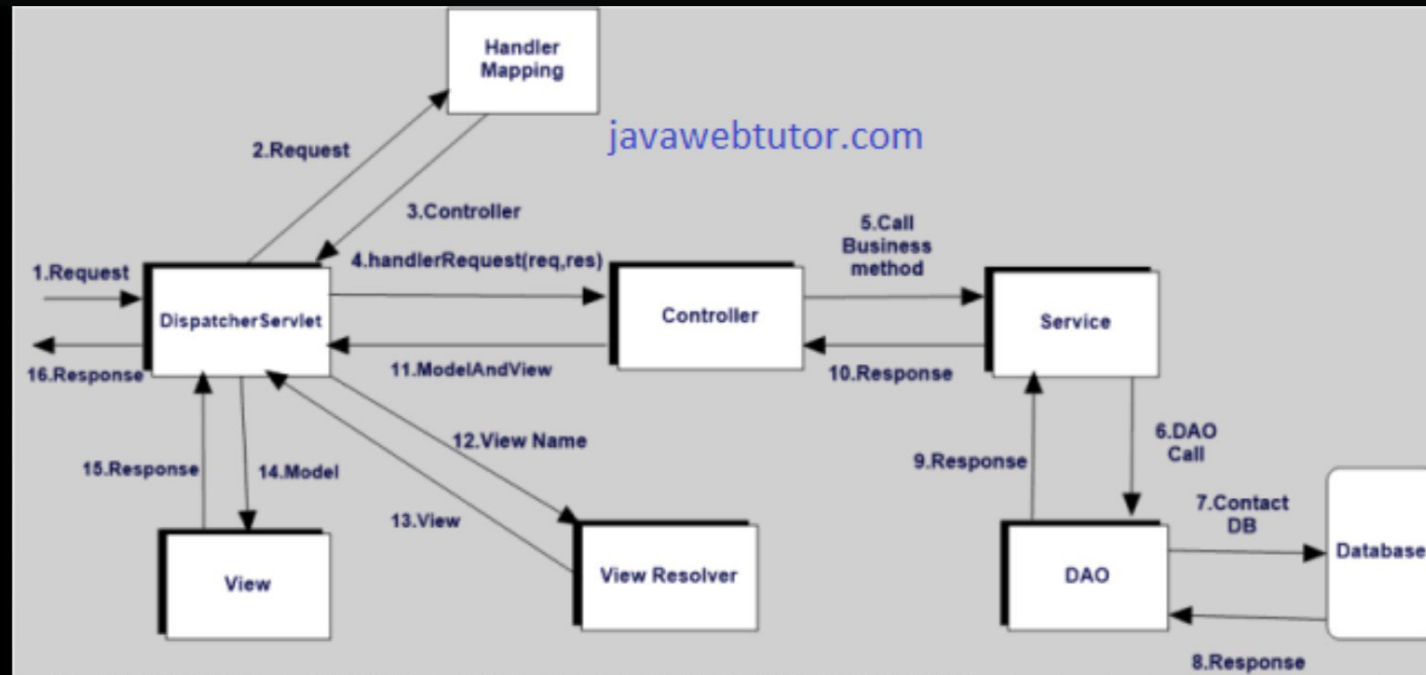 Handler
Mapping
javawebtutor.com
2.Request
3.Controller
5.Call
Business
method
1.Request
4.handlerRequest(req,res)
DispatcherServlet
Controller
Service
16.Response
11.ModelAndView
10.Response
12.View Name
6.DAO
Call
15.Response
14.Model
9.Response
13.View
7.Contact
DB
Database
View
View Resolver
DAO
8.Response